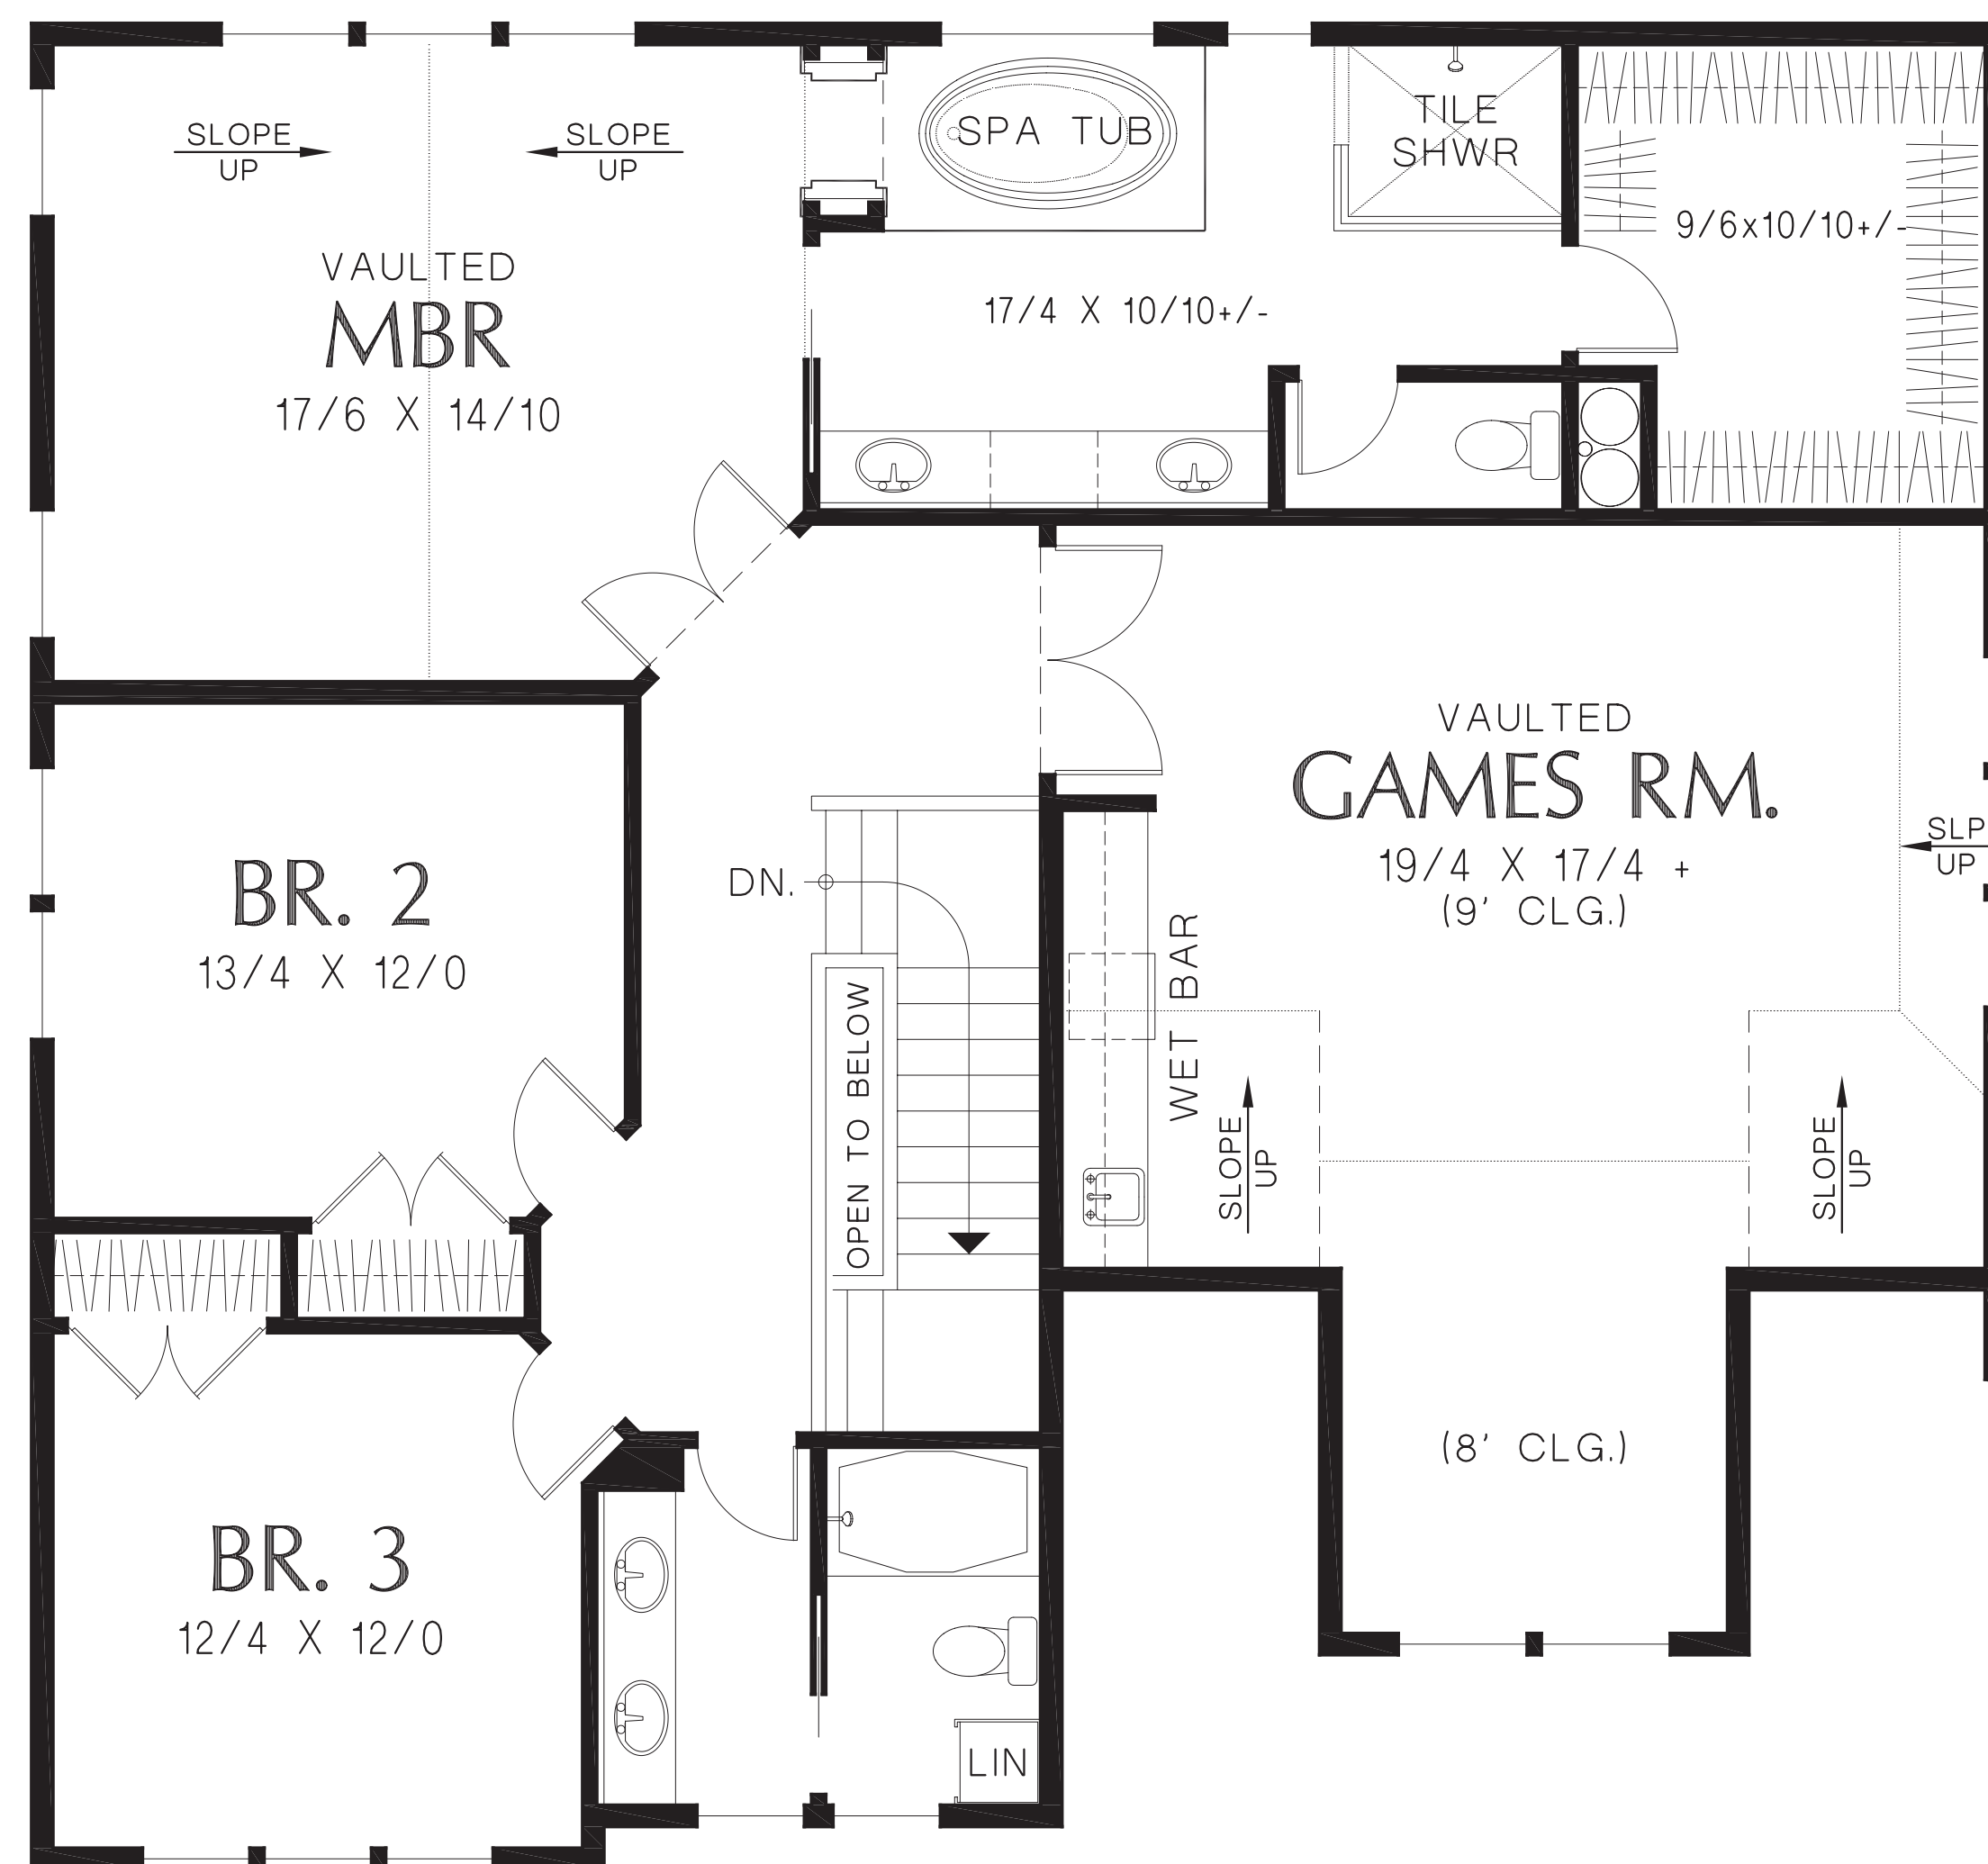 SLOPE
UP
SLOPE
UP
VAULTED
MBR
17/6 X 14/10
SPA TUB
TILE
SHWR
9/6x10/10+/-
17/4 X 10/10+/-
VAULTED
GAMES RM.
19/4 X 17/4 +
(9' CLG.)
SLP
UP
BR. 2
13/4 X 12/0
DN.
OPEN TO BELOW
WET BAR
SLOPE
UP
SLOPE
UP
(8' CLG.)
BR. 3
12/4 X 12/0
LIN